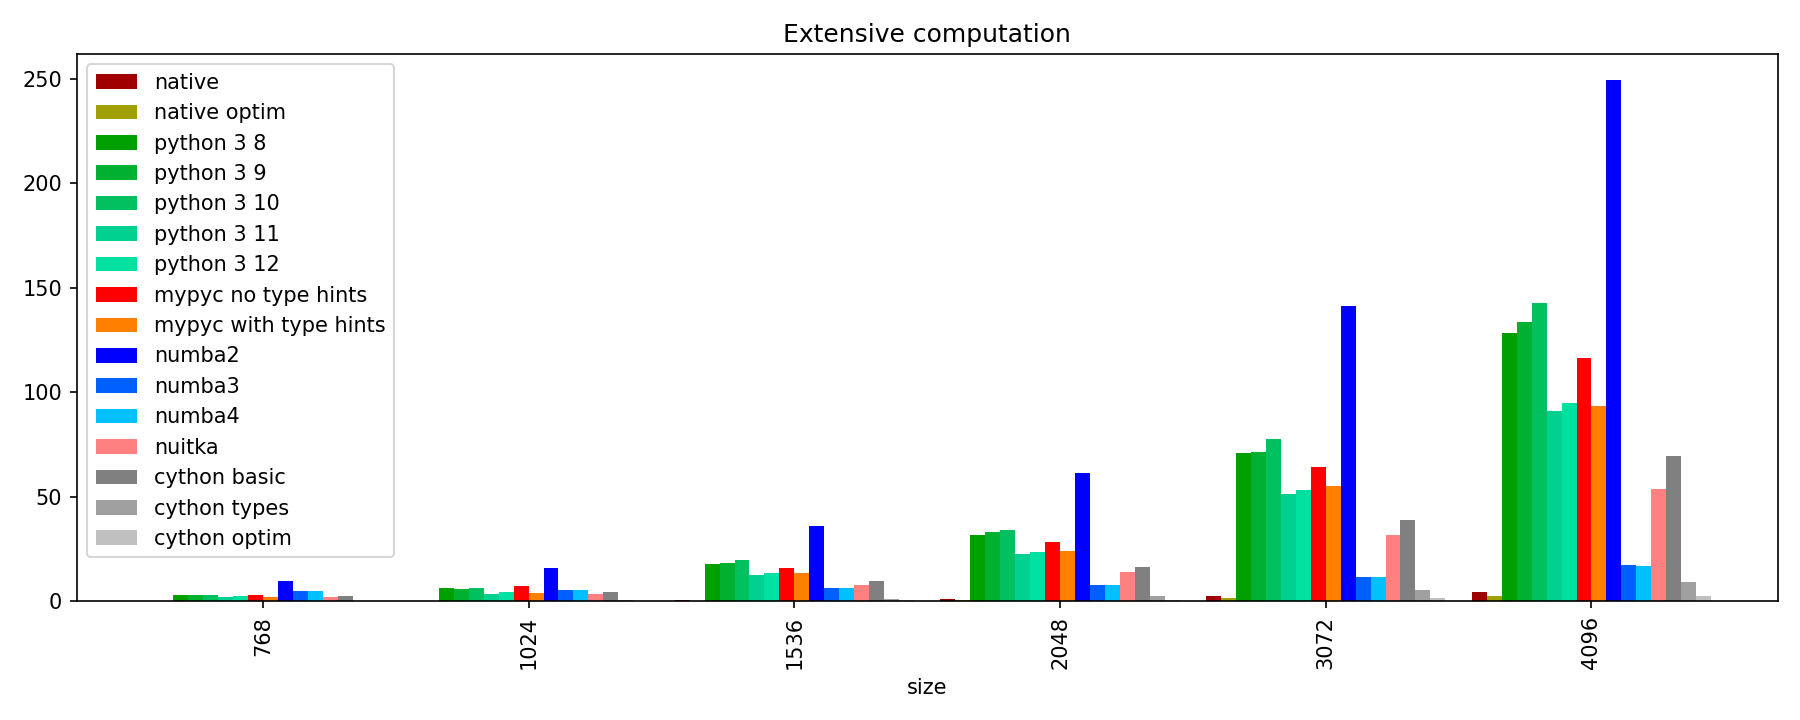 Extensive computation
250
200
150
100
50
0
native
native optim
python 3 8
python 3 9
python 3 10
python 3 11
python 3 12
mypyc no type hints
mypyc with type hints
numba2
numba3
numba4
nuitka
cython basic
cython types
cython optim
768
1024
1536
2048
3072
4096
size